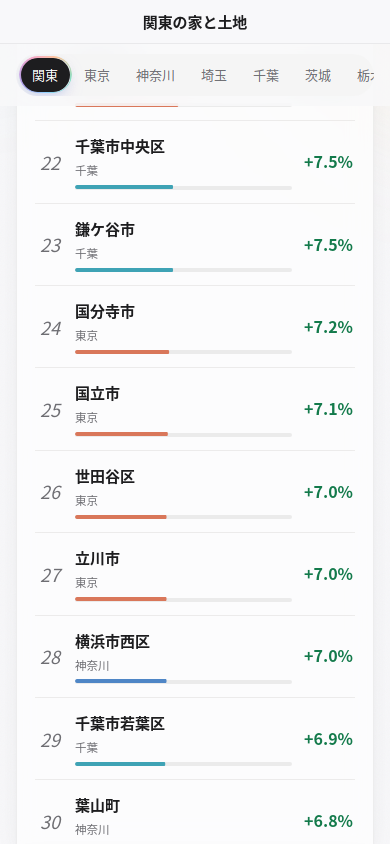 関東の家と土地
関東 東京 神奈川 埼玉 千葉 茨城
22 千葉市中央区 +7.5%
千葉
23 鎌ケ谷市 +7.5%
千葉
24 国分寺市 +7.2%
東京
25 国立市 +7.1%
東京
26 世田谷区 +7.0%
東京
27 立川市 +7.0%
東京
28 横浜市西区 +7.0%
神奈川
29 千葉市若葉区 +6.9%
千葉
30 葉山町 +6.8%
神奈川